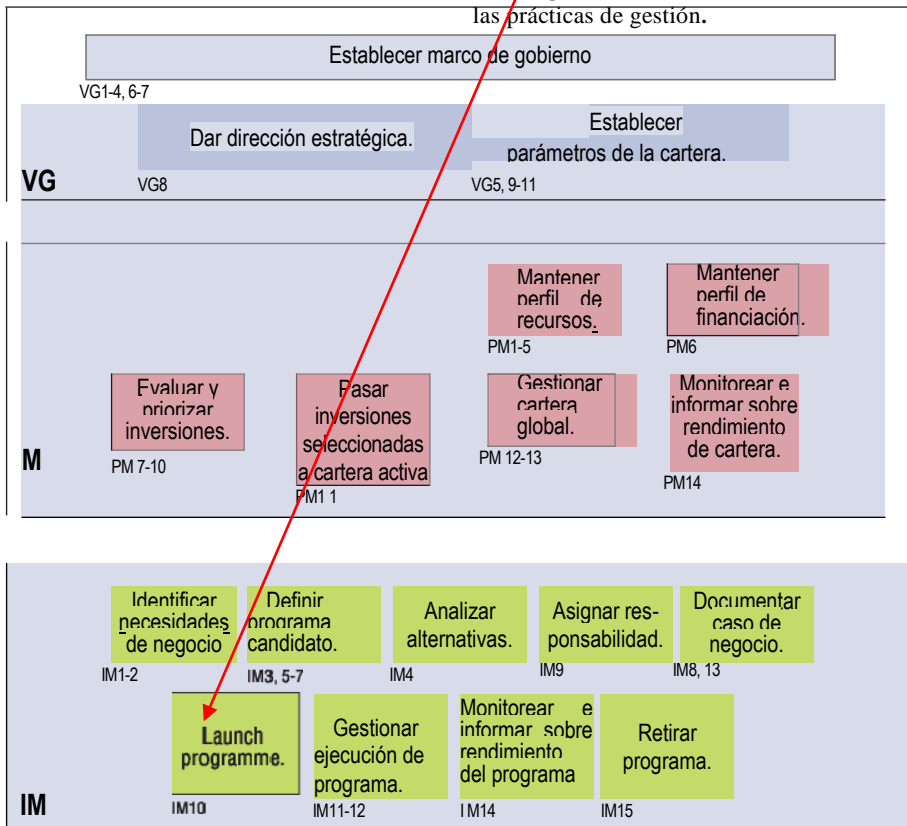 las prácticas de gestión.
Establecer marco de gobierno
VG1-4, 6-7
Dar dirección estratégica.
Establecer
parámetros de la cartera.
VG
VG8
VG5, 9-11
Mantener
perfil de
recursos.
PM1-5
Mantener
perfil de
financiación.
PM6
Evaluar y
priorizar
inversiones.
PM 7-10
Pasar
inversiones
seleccionadas
a cartera activa
PM1 1
Gestionar
cartera
global.
PM 12-13
Monitorear e
informar sobre
rendimiento
de cartera.
PM14
M
Identificar
necesidades
de negocio
IM1-2
Definir
programa
candidato.
IM3, 5-7
Analizar
alternativas.
IM4
Asignar res-
ponsabilidad.
IM9
Documentar
caso de
negocio.
IM8, 13
Launch
programme.
IM10
Gestionar
ejecución de
programa.
IM11-12
Monitorear e
informar sobre
rendimiento
del programa
I M14
Retirar
programa.
IM15
IM